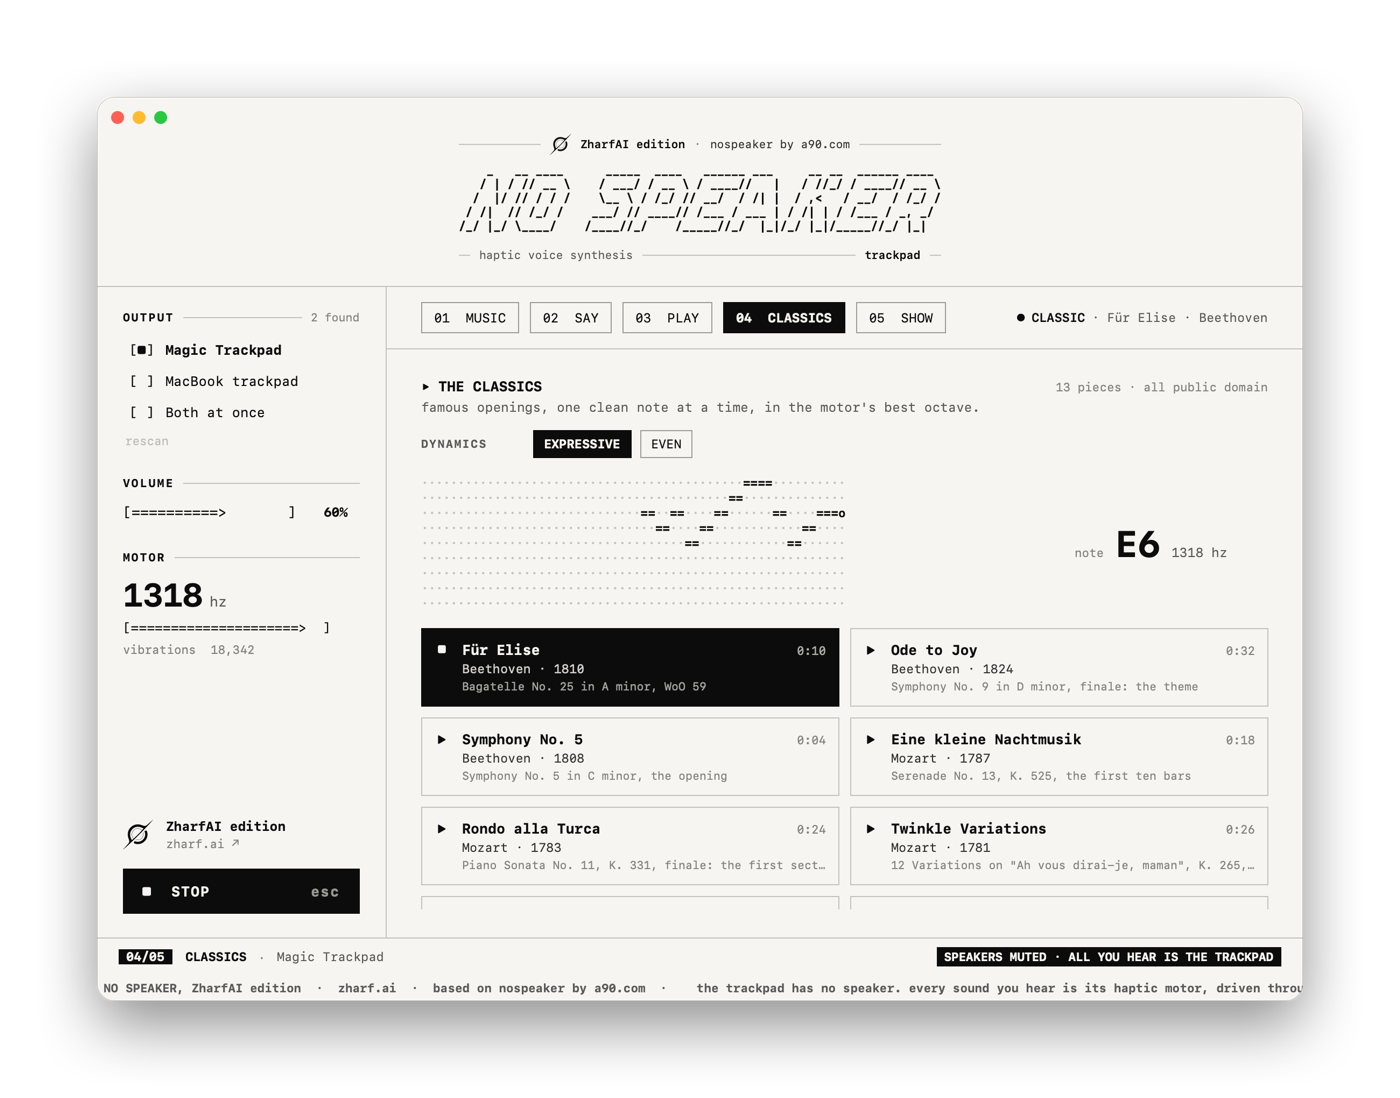 ZharfAI edition · nospeaker by a90.com
NO SPEAKER
haptic voice synthesis
trackpad
OUTPUT
2 found
[■] Magic Trackpad
[ ] MacBook trackpad
[ ] Both at once
rescan
VOLUME
[==========> ] 60%
MOTOR
1318 hz
[=====================> ]
vibrations 18,342
ZharfAI edition
zharf.ai ↗
STOP esc
01 MUSIC
02 SAY
03 PLAY
04 CLASSICS
05 SHOW
● CLASSIC · Für Elise · Beethoven
▶ THE CLASSICS
13 pieces · all public domain
famous openings, one clean note at a time, in the motor's best octave.
DYNAMICS
EXPRESSIVE
EVEN
note E6 1318 hz
Für Elise 0:10
Beethoven · 1810
Bagatelle No. 25 in A minor, WoO 59
Ode to Joy 0:32
Beethoven · 1824
Symphony No. 9 in D minor, finale: the theme
Symphony No. 5 0:04
Beethoven · 1808
Symphony No. 5 in C minor, the opening
Eine kleine Nachtmusik 0:18
Mozart · 1787
Serenade No. 13, K. 525, the first ten bars
Rondo alla Turca 0:24
Mozart · 1783
Piano Sonata No. 11, K. 331, finale: the first sect…
Twinkle Variations 0:26
Mozart · 1781
12 Variations on "Ah vous dirai-je, maman", K. 265,…
04/05 CLASSICS · Magic Trackpad
SPEAKERS MUTED · ALL YOU HEAR IS THE TRACKPAD
NO SPEAKER, ZharfAI edition · zharf.ai · based on nospeaker by a90.com · the trackpad has no speaker. every sound you hear is its haptic motor, driven throu